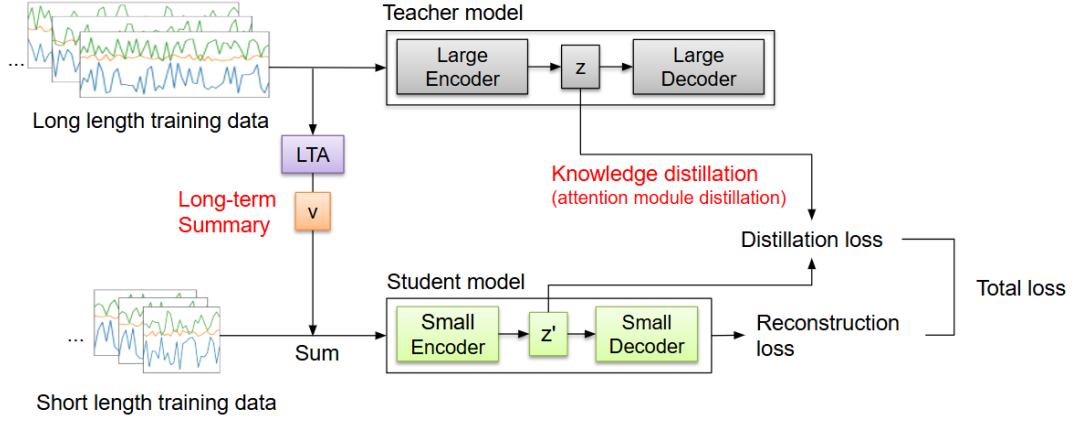 Teacher model
...
Large
Encoder
z
Large
Decoder
Long length training data
LTA
Knowledge distillation
(attention module distillation)
Long-term
Summary
v
Distillation loss
Student model
Total loss
...
Small
Encoder
z'
Small
Decoder
Reconstruction
loss
Sum
Short length training data